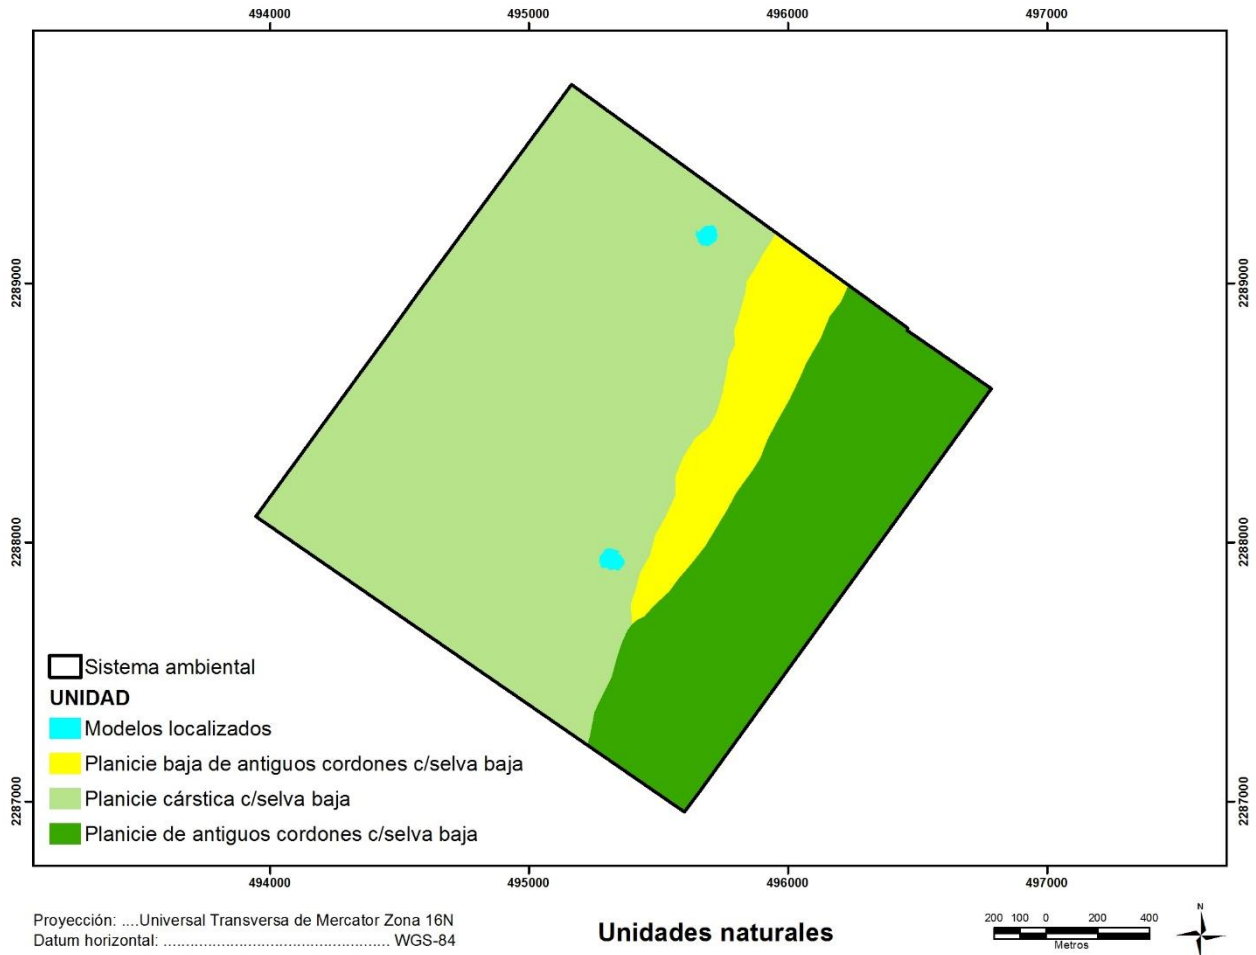 494000 495000 496000 497000
2289000 2289000
2288000 2288000
2287000 2287000
Sistema ambiental
UNIDAD
Modelos localizados
Planicie baja de antiguos cordones c/selva baja
Planicie cárstica c/selva baja
Planicie de antiguos cordones c/selva baja
494000 495000 496000 497000
Proyección: ....Universal Transversa de Mercator Zona 16N
Datum horizontal: .................................................. WGS-84
Unidades naturales
200 100 0 200 400
Metros
N